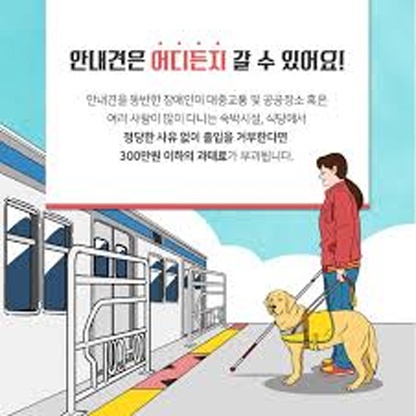 안내견은 어디든지 갈 수 있어요!
안내견을 동반한 장애인이 대중교통 및 공공장소 혹은
여러 사람이 많이 다니는 숙박시설, 식당에서
정당한 사유 없이 출입을 거부한다면
300만원 이하의 과태료가 부과됩니다.